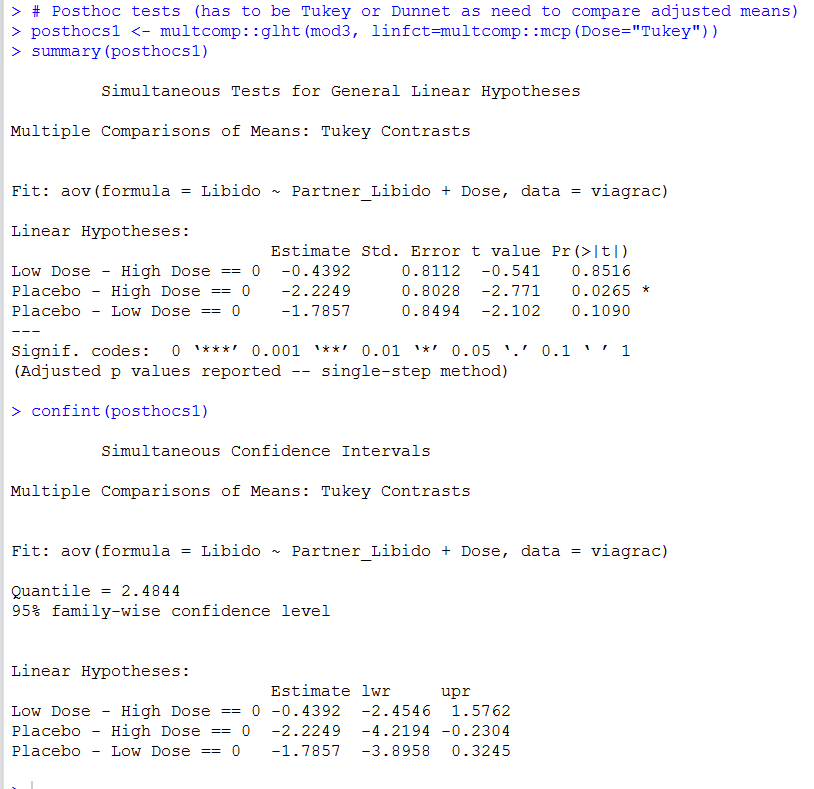 > # Posthoc tests (has to be Tukey or Dunnet as need to compare adjusted means)
> posthocs1 <- multcomp::glht(mod3, linfct=multcomp::mcp(Dose="Tukey"))
> summary(posthocs1)
Simultaneous Tests for General Linear Hypotheses
Multiple Comparisons of Means: Tukey Contrasts
Fit: aov(formula = Libido ~ Partner_Libido + Dose, data = viagrac)
Linear Hypotheses:
Estimate Std. Error t value Pr(>|t|)
Low Dose - High Dose == 0 -0.4392 0.8112 -0.541 0.8516
Placebo - High Dose == 0 -2.2249 0.8028 -2.771 0.0265 *
Placebo - Low Dose == 0 -1.7857 0.8494 -2.102 0.1090
---
Signif. codes: 0 ‘***’ 0.001 ‘**’ 0.01 ‘*’ 0.05 ‘.’ 0.1 ‘ ’ 1
(Adjusted p values reported -- single-step method)
> confint(posthocs1)
Simultaneous Confidence Intervals
Multiple Comparisons of Means: Tukey Contrasts
Fit: aov(formula = Libido ~ Partner_Libido + Dose, data = viagrac)
Quantile = 2.4844
95% family-wise confidence level
Linear Hypotheses:
Estimate lwr upr
Low Dose - High Dose == 0 -0.4392 -2.4546 1.5762
Placebo - High Dose == 0 -2.2249 -4.2194 -0.2304
Placebo - Low Dose == 0 -1.7857 -3.8958 0.3245
>